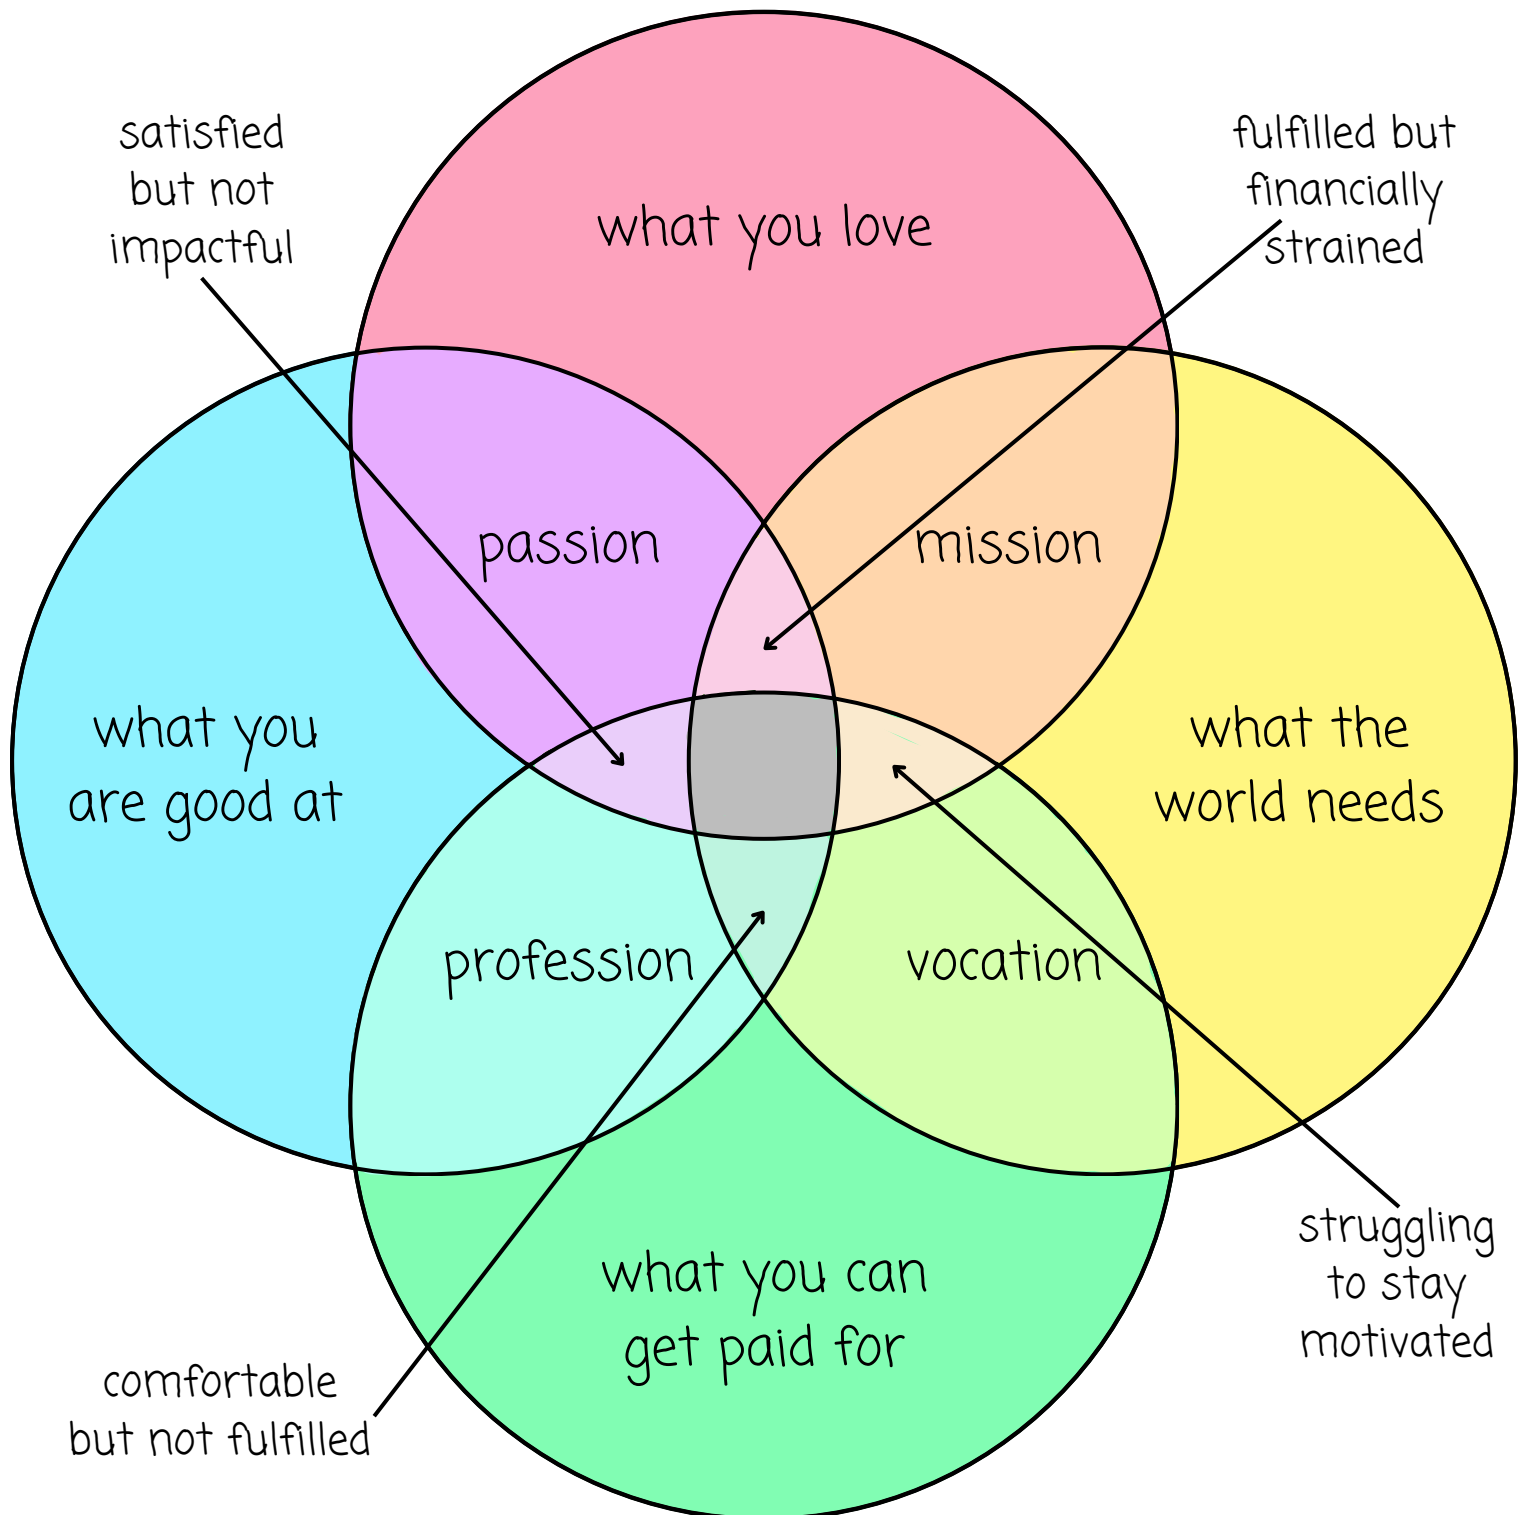 satisfied
but not
impactful
fulfilled but
financially
strained
what you love
passion
mission
what you
are good at
what the
world needs
profession
vocation
what you can
get paid for
struggling
to stay
motivated
comfortable
but not fulfilled